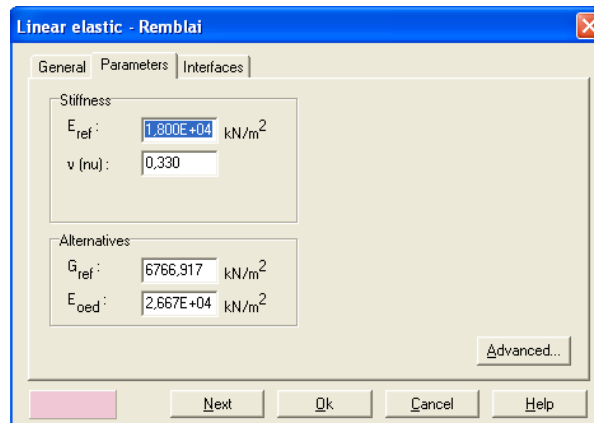 Linear elastic - Remblai
General Parameters Interfaces
Stiffness
E ref : 1,800E+04 kN/m²
ν (nu) : 0,330
Alternatives
G ref : 6766,917 kN/m²
E oed : 2,667E+04 kN/m²
Advanced...
Next Ok Cancel Help